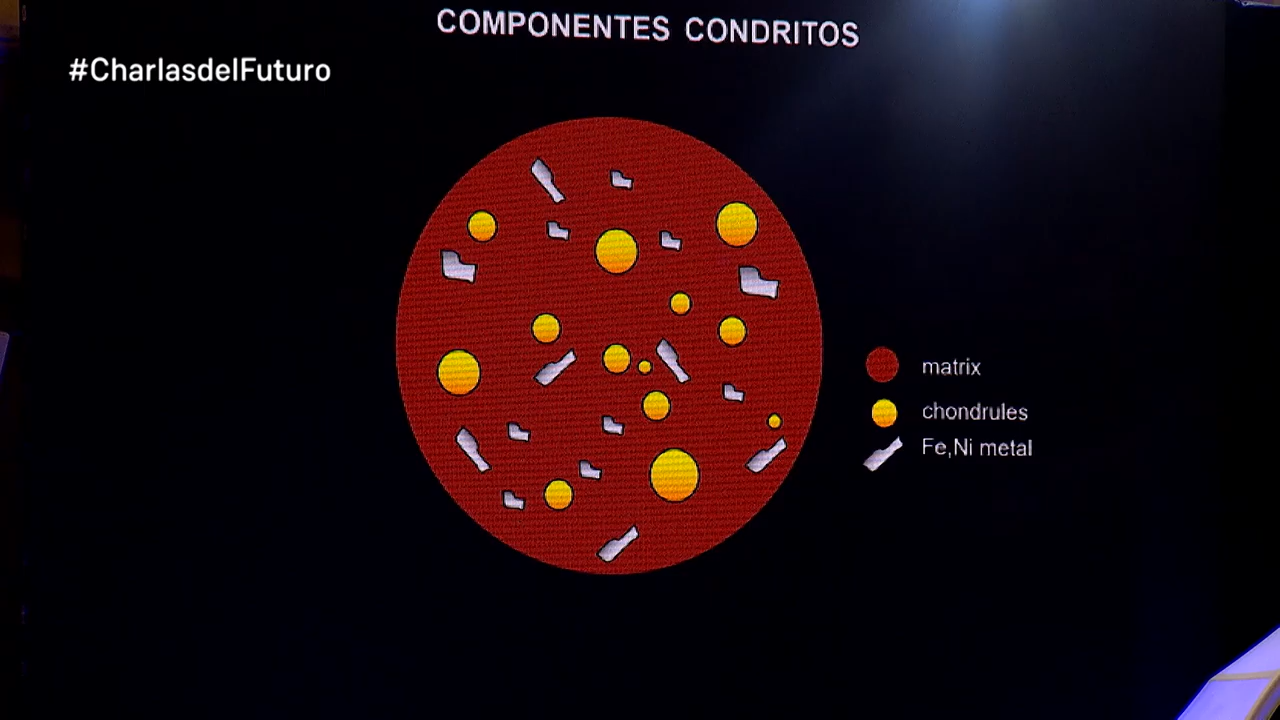 COMPONENTES CONDRITOS
#CharlasdelFuturo
matrix
chondrules
Fe,Ni metal